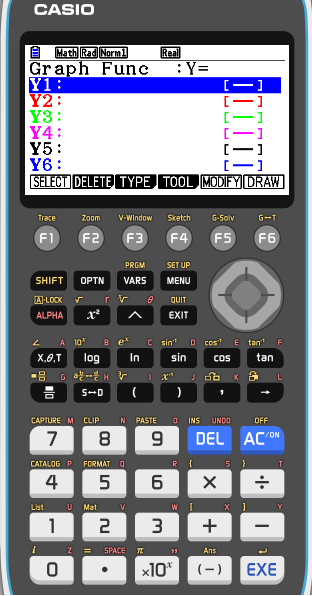 CASIO
Math Rad Norm1 Real
Graph Func :Y=
Y1: [—]
Y2: [—]
Y3: [—]
Y4: [—]
Y5: [—]
Y6: [—]
SELECT DELETE TYPE TOOL MODIFY DRAW
Trace Zoom V-Window Sketch G-Solv G↔T
F1 F2 F3 F4 F5 F6
PRGM SET UP
SHIFT OPTN VARS MENU
A-LOCK √ r ∛ θ QUIT
ALPHA x² ^ EXIT
∠ A 10ˣ B eˣ C sin⁻¹ D cos⁻¹ E tan⁻¹ F
X,θ,T log ln sin cos tan
G H ∛ I x⁻¹ J K L
S↔D ( ) , →
CAPTURE M CLIP N PASTE O INS UNDO OFF
7 8 9 DEL AC/ON
CATALOG P FORMAT Q R { S } T
4 5 6 × ÷
List U Mat V W [ X ] Y
1 2 3 + −
i Z = SPACE π " Ans ↵
0 • ×10ˣ (−) EXE